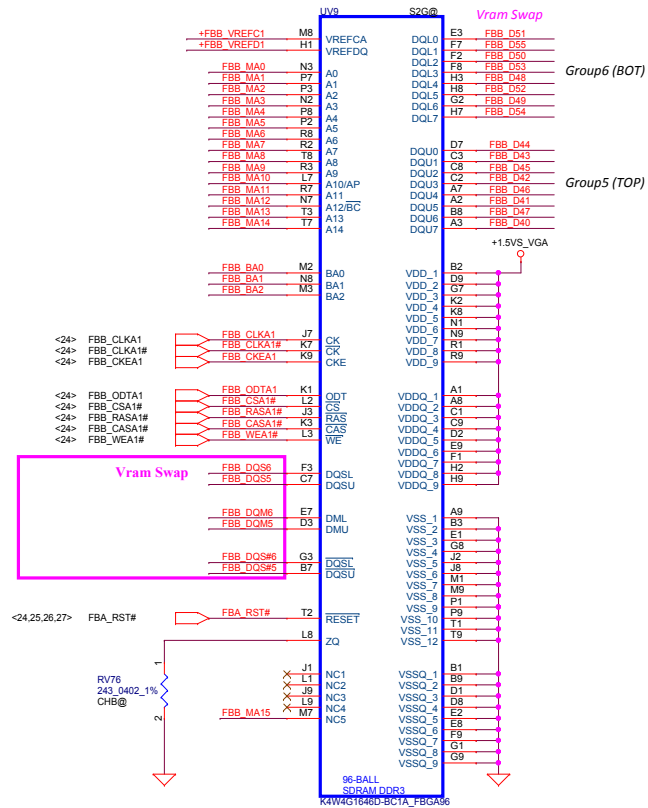 UV9 S2G@ Vram Swap
+FBB_VREFC1 M8 VREFCA DQL0 E3 FBB_D51
+FBB_VREFD1 H1 VREFDQ DQL1 F7 FBB_D55
DQL2 F2 FBB_D50
FBB_MA0 N3 A0 DQL3 F8 FBB_D53 Group6 (BOT)
FBB_MA1 P7 A1 DQL4 H3 FBB_D48
FBB_MA2 P3 A2 DQL5 H8 FBB_D52
FBB_MA3 N2 A3 DQL6 G2 FBB_D49
FBB_MA4 P8 A4 DQL7 H7 FBB_D54
FBB_MA5 P2 A5
FBB_MA6 R8 A6
FBB_MA7 R2 A7 DQU0 D7 FBB_D44
FBB_MA8 T8 A8 DQU1 C3 FBB_D43
FBB_MA9 R3 A9 DQU2 C8 FBB_D45
FBB_MA10 L7 A10/AP DQU3 C2 FBB_D42 Group5 (TOP)
FBB_MA11 R7 A11 DQU4 A7 FBB_D46
FBB_MA12 N7 A12/BC DQU5 A2 FBB_D41
FBB_MA13 T3 A13 DQU6 B8 FBB_D47
FBB_MA14 T7 A14 DQU7 A3 FBB_D40
+1.5VS_VGA
FBB_BA0 M2 BA0 VDD_1 B2
FBB_BA1 N8 BA1 VDD_2 D9
FBB_BA2 M3 BA2 VDD_3 G7
VDD_4 K2
VDD_5 K8
VDD_6 N1
<24> FBB_CLKA1 FBB_CLKA1 J7 CK VDD_7 N9
<24> FBB_CLKA1# FBB_CLKA1# K7 CK VDD_8 R1
<24> FBB_CKEA1 FBB_CKEA1 K9 CKE VDD_9 R9
<24> FBB_ODTA1 FBB_ODTA1 K1 ODT VDDQ_1 A1
<24> FBB_CSA1# FBB_CSA1# L2 CS VDDQ_2 A8
<24> FBB_RASA1# FBB_RASA1# J3 RAS VDDQ_3 C1
<24> FBB_CASA1# FBB_CASA1# K3 CAS VDDQ_4 C9
<24> FBB_WEA1# FBB_WEA1# L3 WE VDDQ_5 D2
VDDQ_6 E9
VDDQ_7 F1
Vram Swap FBB_DQS6 F3 DQSL VDDQ_8 H2
FBB_DQS5 C7 DQSU VDDQ_9 H9
FBB_DQM6 E7 DML VSS_1 A9
FBB_DQM5 D3 DMU VSS_2 B3
VSS_3 E1
VSS_4 G8
FBB_DQS#6 G3 DQSL VSS_5 J2
FBB_DQS#5 B7 DQSU VSS_6 J8
VSS_7 M1
VSS_8 M9
VSS_9 P1
<24,25,26,27> FBA_RST# FBA_RST# T2 RESET VSS_10 P9
VSS_11 T1
L8 ZQ VSS_12 T9
1
J1 NC1 VSSQ_1 B1
RV76 L1 NC2 VSSQ_2 B9
243_0402_1% J9 NC3 VSSQ_3 D1
CHB@ L9 NC4 VSSQ_4 D8
2 FBB_MA15 M7 NC5 VSSQ_5 E2
VSSQ_6 E8
VSSQ_7 F9
VSSQ_8 G1
VSSQ_9 G9
96-BALL
SDRAM DDR3
K4W4G1646D-BC1A_FBGA96